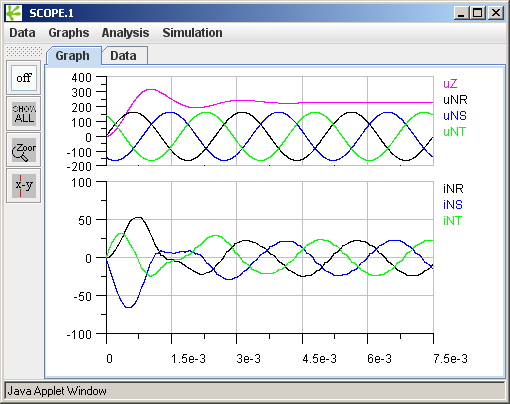 SCOPE.1
Data Graphs Analysis Simulation
Graph Data
off
SHOW ALL
Zoom
x-y
400
300
200
100
0
-100
-200
uZ
uNR
uNS
uNT
100
50
0
-50
-100
iNR
iNS
iNT
0 1.5e-3 3e-3 4.5e-3 6e-3 7.5e-3
Java Applet Window